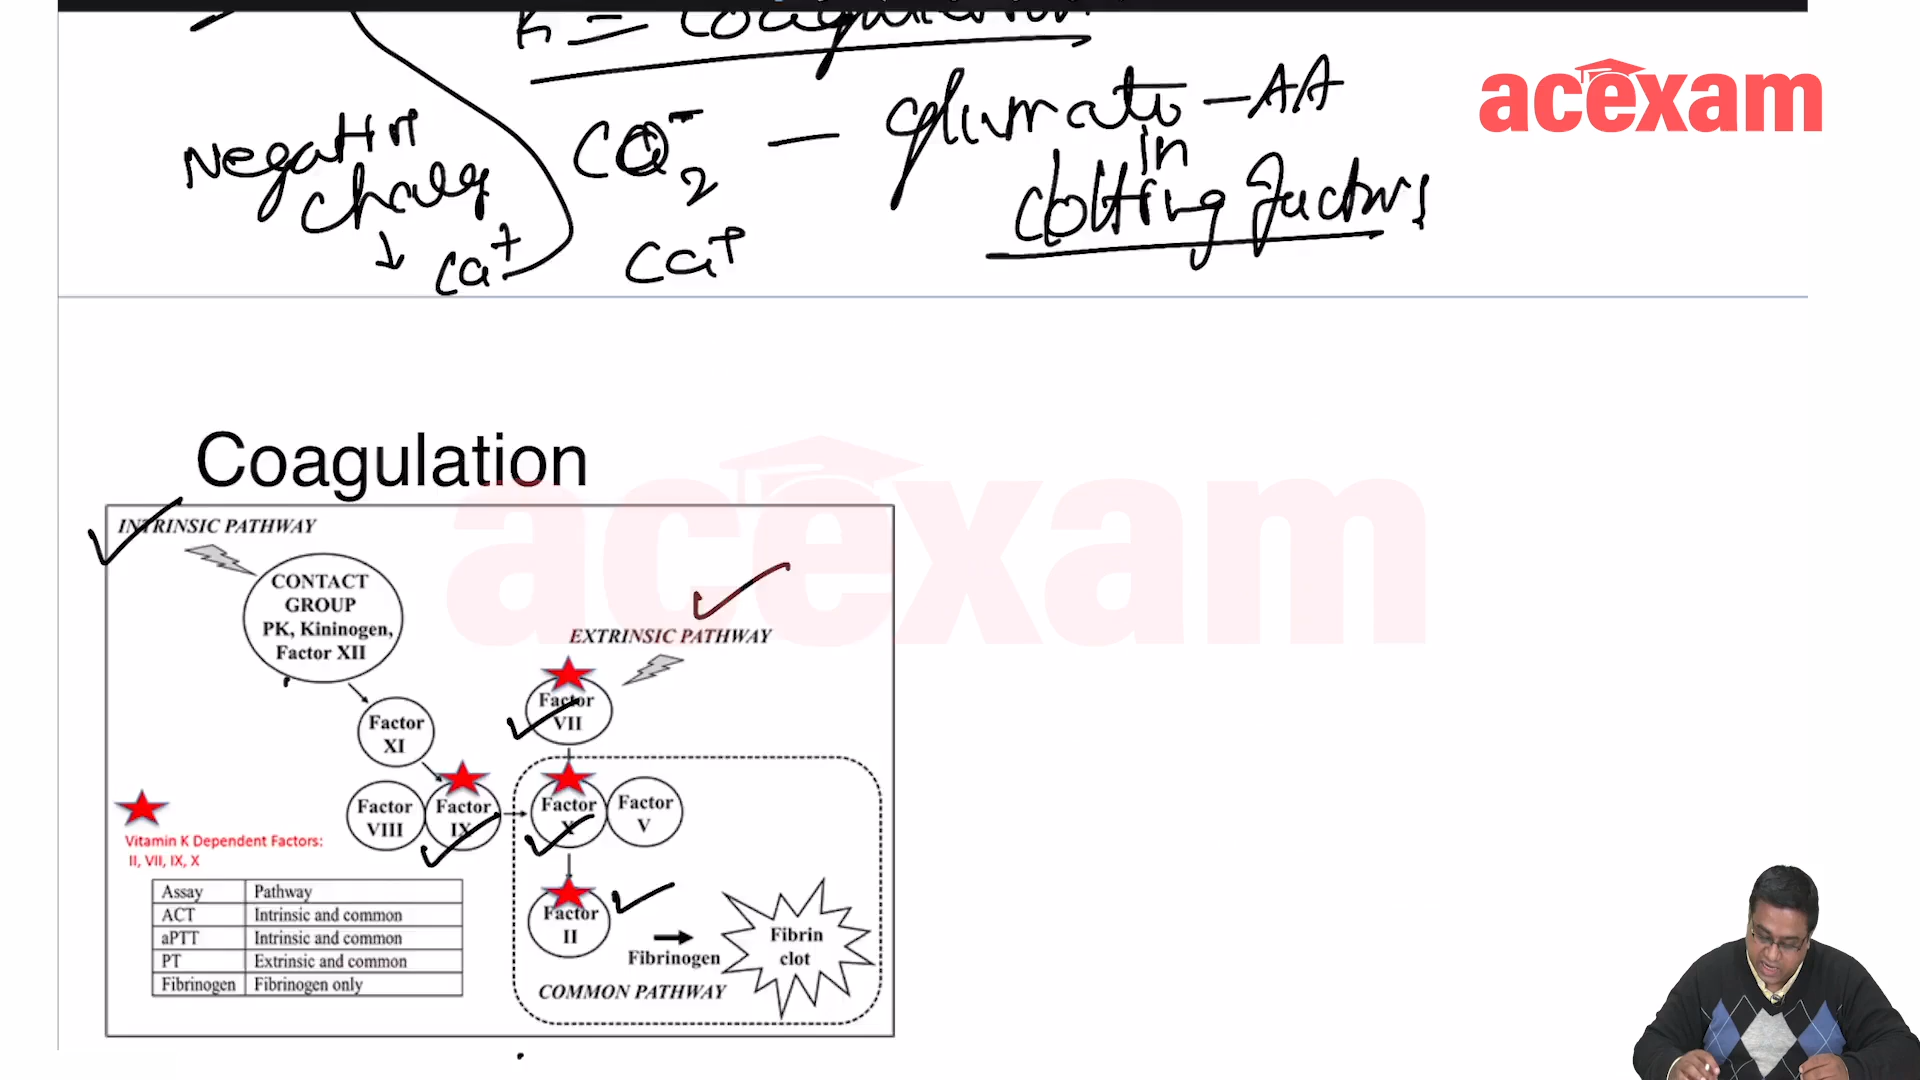 K = Coagulation
acexam
CO2- — glumate - AA
in
clotting factors
Negative
charge
↓ Ca+
Ca+
Coagulation
INTRINSIC PATHWAY
CONTACT
GROUP
PK, Kininogen,
Factor XII
EXTRINSIC PATHWAY
Factor
VII
Factor
XI
Factor
VIII
Factor
IX
Factor
X
Factor
V
Vitamin K Dependent Factors:
II, VII, IX, X
Assay Pathway
ACT Intrinsic and common
aPTT Intrinsic and common
PT Extrinsic and common
Fibrinogen Fibrinogen only
Factor
II
Fibrinogen
Fibrin
clot
COMMON PATHWAY
acexam